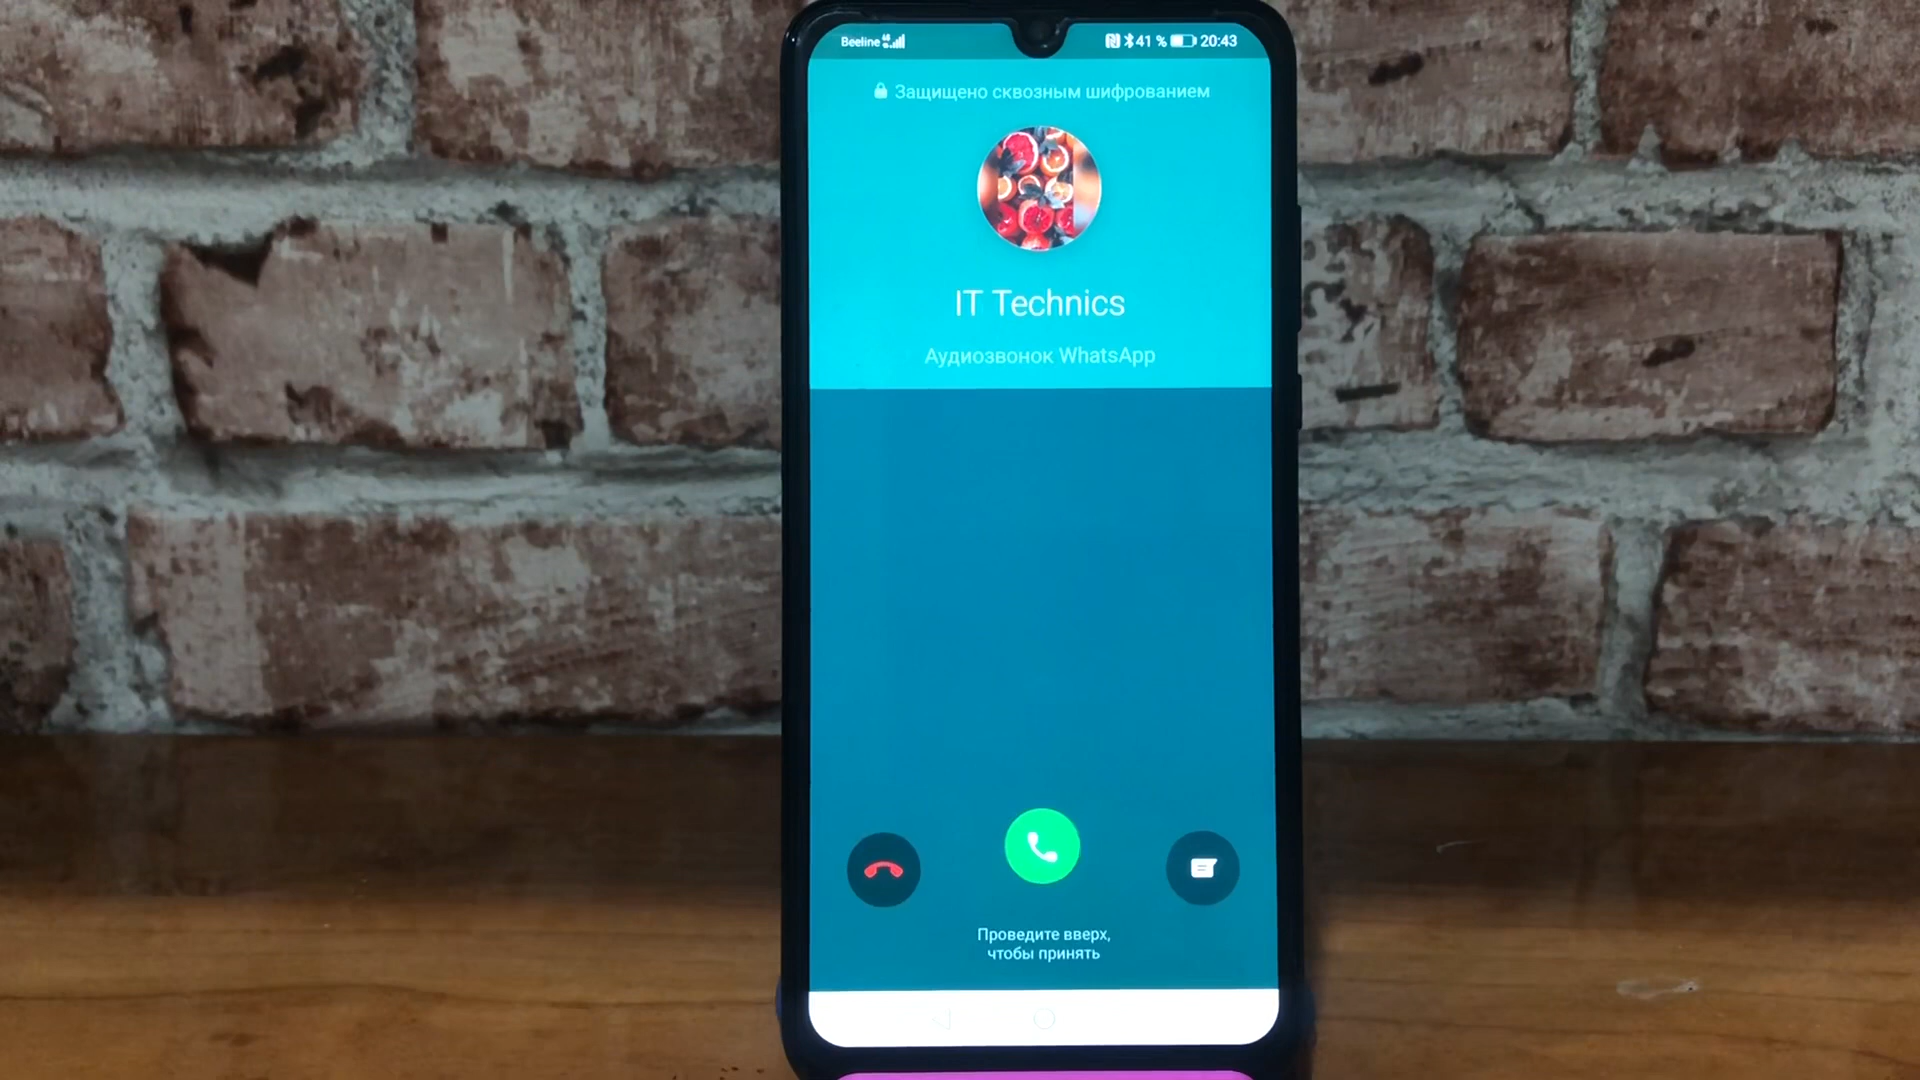 Beeline 41 % 20:43
Защищено сквозным шифрованием
IT Technics
Аудиозвонок WhatsApp
Проведите вверх,
чтобы принять